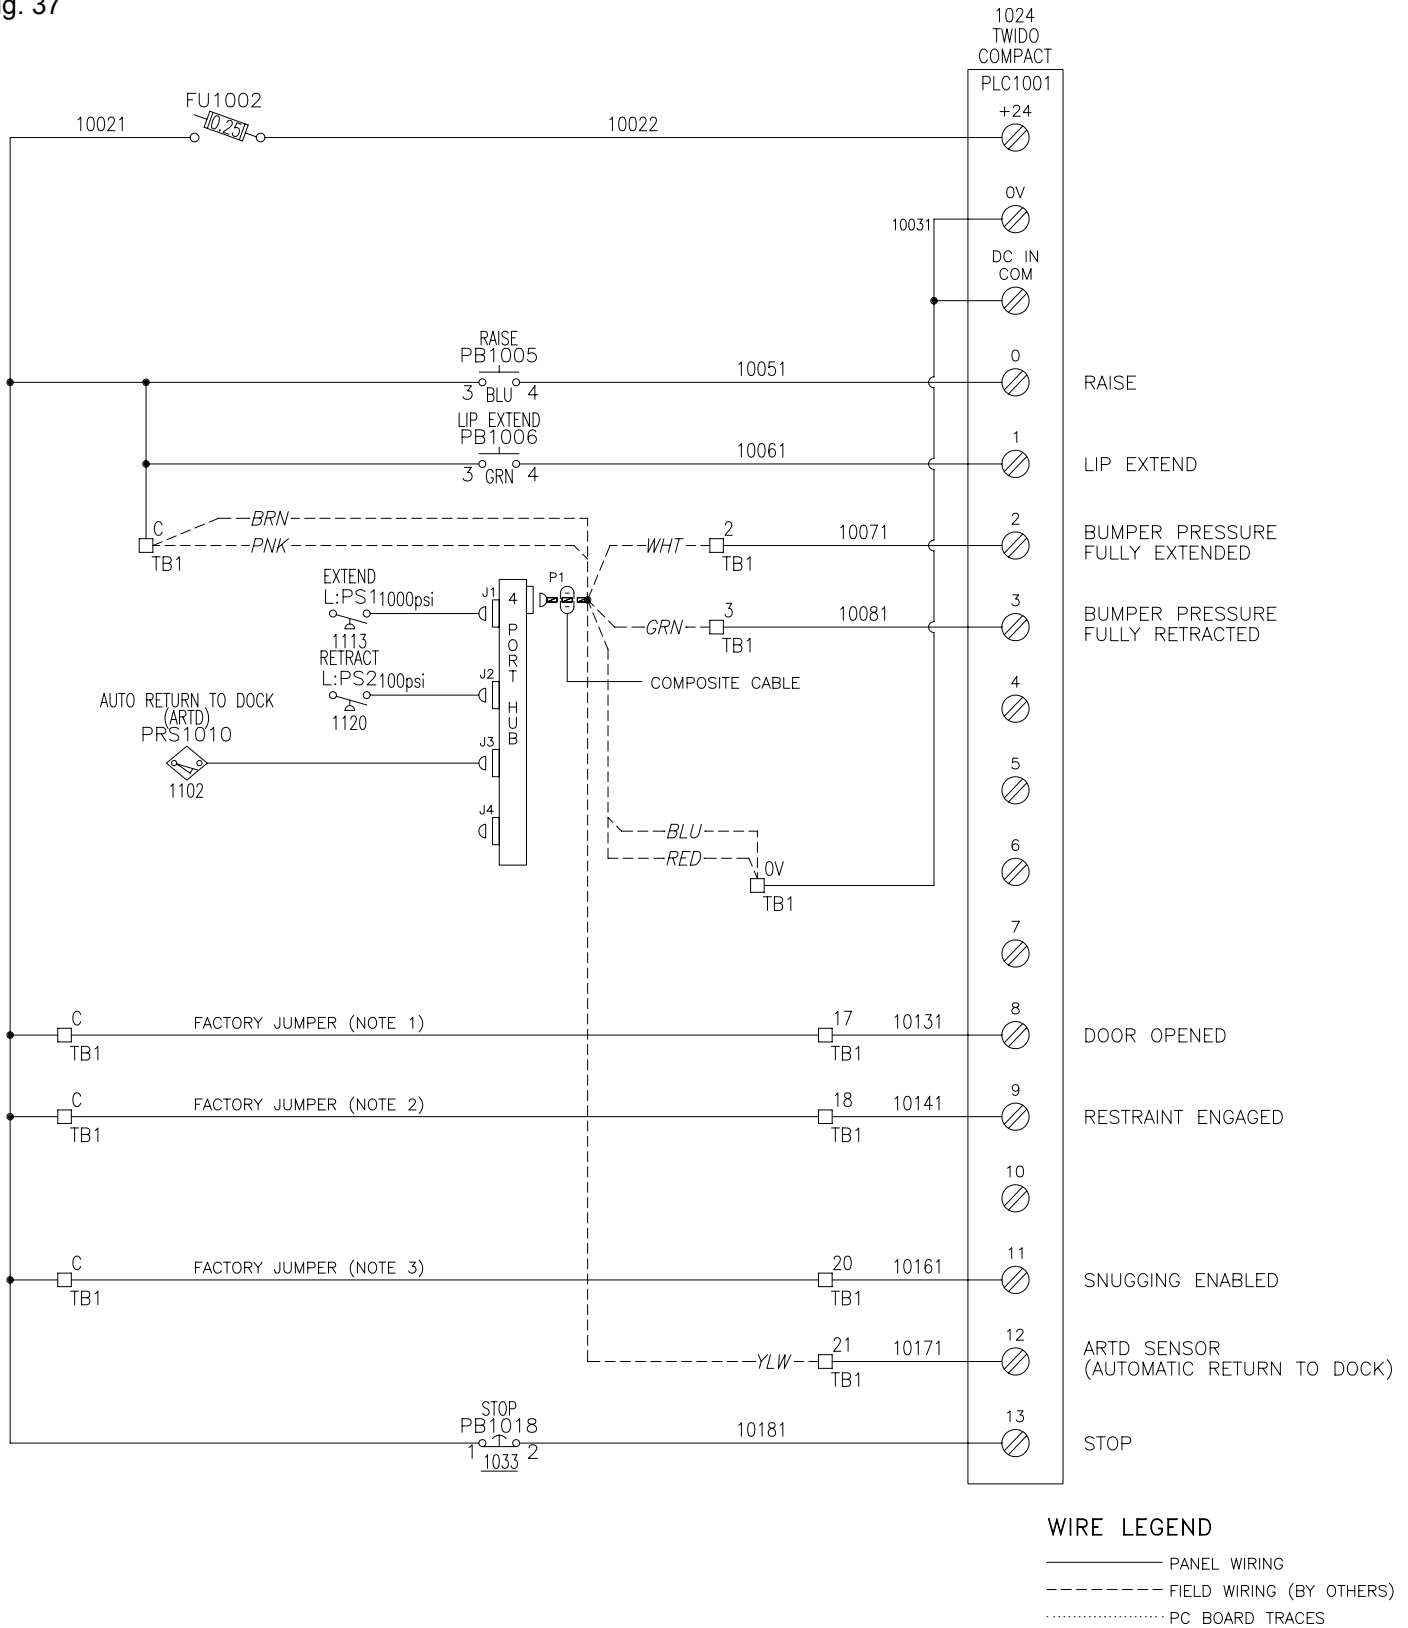 g. 37
1024
TWIDO
COMPACT
PLC1001
FU1002
0.25
10021
10022
+24
0V
10031
DC IN
COM
RAISE
PB1005
3 BLU 4
10051
0
RAISE
LIP EXTEND
PB1006
3 GRN 4
10061
1
LIP EXTEND
C
TB1
BRN
PNK
WHT
2
TB1
10071
2
BUMPER PRESSURE
FULLY EXTENDED
EXTEND
L:PS1 1000psi
1113
J1
4 PORT HUB
P1
GRN
3
TB1
10081
3
BUMPER PRESSURE
FULLY RETRACTED
RETRACT
L:PS2 100psi
1120
J2
COMPOSITE CABLE
4
AUTO RETURN TO DOCK
(ARTD)
PRS1010
1102
J3
5
J4
BLU
RED
0V
TB1
6
7
C
TB1
FACTORY JUMPER (NOTE 1)
17
TB1
10131
8
DOOR OPENED
C
TB1
FACTORY JUMPER (NOTE 2)
18
TB1
10141
9
RESTRAINT ENGAGED
10
C
TB1
FACTORY JUMPER (NOTE 3)
20
TB1
10161
11
SNUGGING ENABLED
YLW
21
TB1
10171
12
ARTD SENSOR
(AUTOMATIC RETURN TO DOCK)
STOP
PB1018
1 2
1033
10181
13
STOP
WIRE LEGEND
PANEL WIRING
FIELD WIRING (BY OTHERS)
PC BOARD TRACES